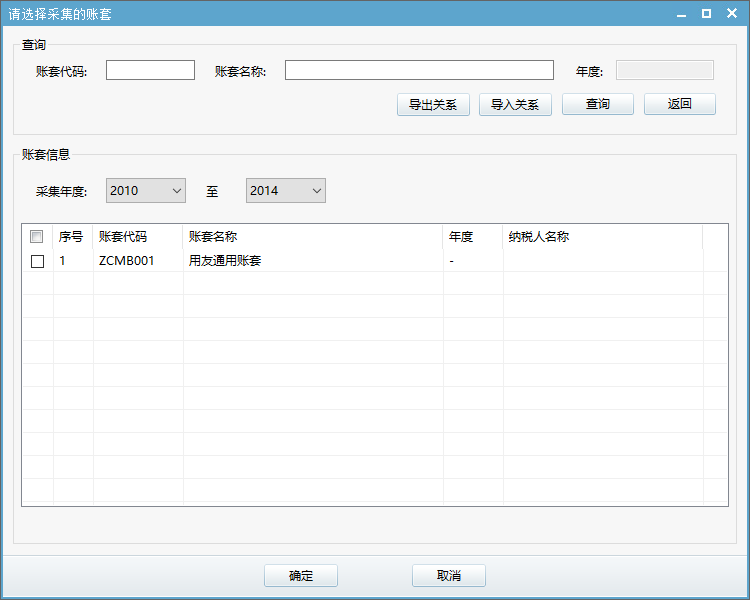 请选择采集的账套
查询
账套代码: 账套名称: 年度:
导出关系 导入关系 查询 返回
账套信息
采集年度: 2010 至 2014
序号 账套代码 账套名称 年度 纳税人名称
1 ZCMB001 用友通用账套 -
确定 取消